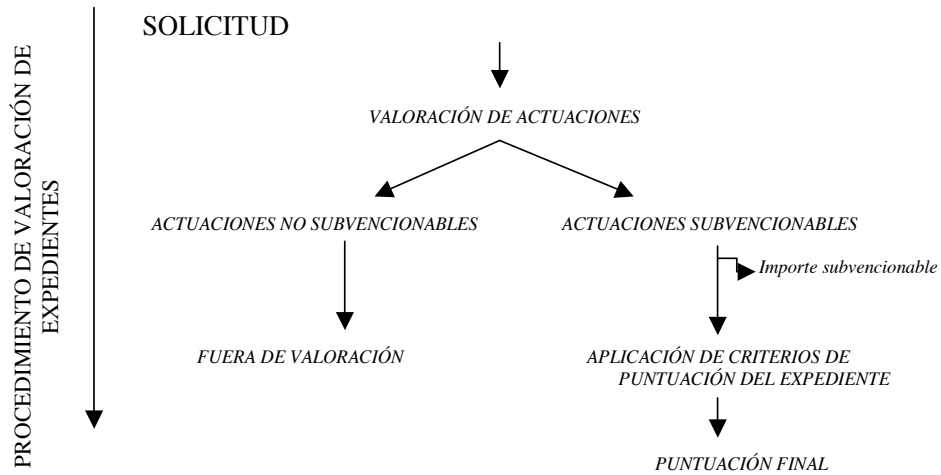 PROCEDIMIENTO DE VALORACIÓN DE
EXPEDIENTES
SOLICITUD
VALORACIÓN DE ACTUACIONES
ACTUACIONES NO SUBVENCIONABLES
ACTUACIONES SUBVENCIONABLES
Importe subvencionable
FUERA DE VALORACIÓN
APLICACIÓN DE CRITERIOS DE
PUNTUACIÓN DEL EXPEDIENTE
PUNTUACIÓN FINAL